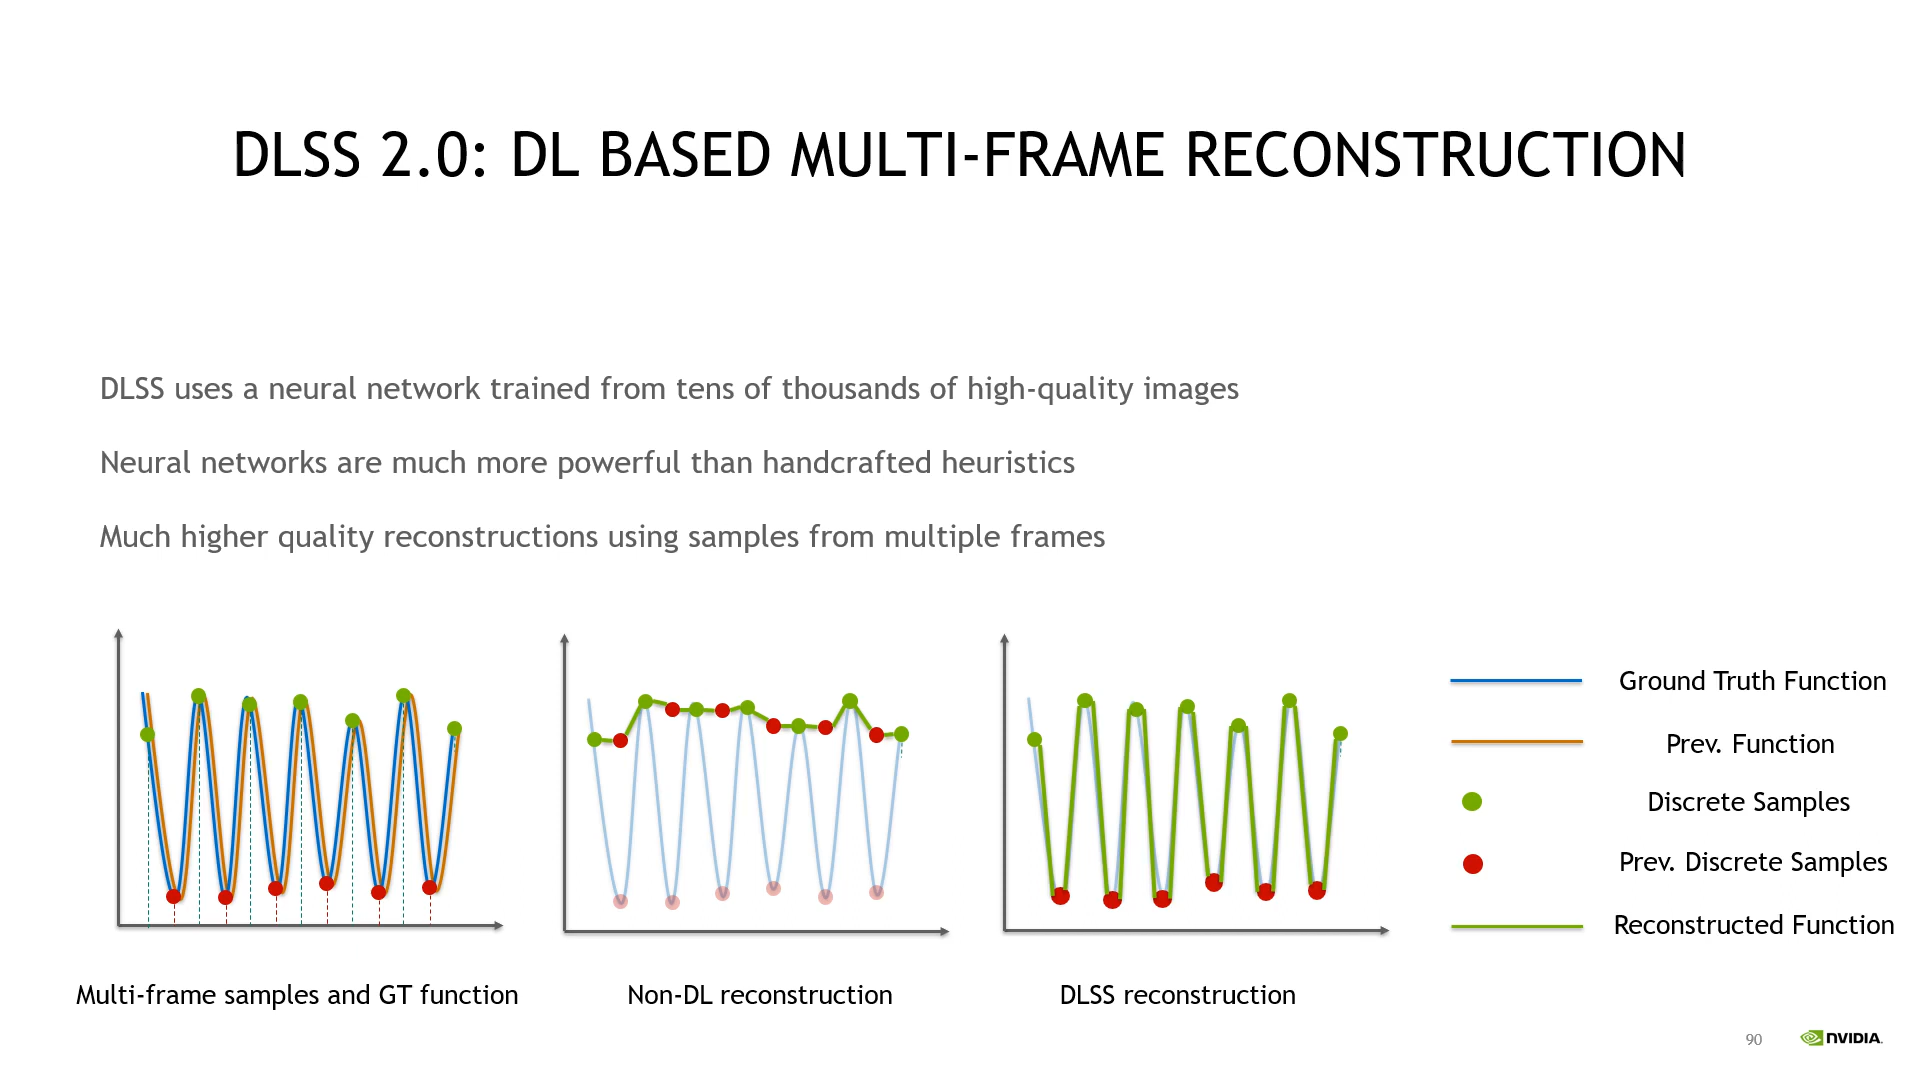 DLSS 2.0: DL BASED MULTI-FRAME RECONSTRUCTION
DLSS uses a neural network trained from tens of thousands of high-quality images
Neural networks are much more powerful than handcrafted heuristics
Much higher quality reconstructions using samples from multiple frames
Ground Truth Function
Prev. Function
Discrete Samples
Prev. Discrete Samples
Reconstructed Function
Multi-frame samples and GT function
Non-DL reconstruction
DLSS reconstruction
90
NVIDIA.